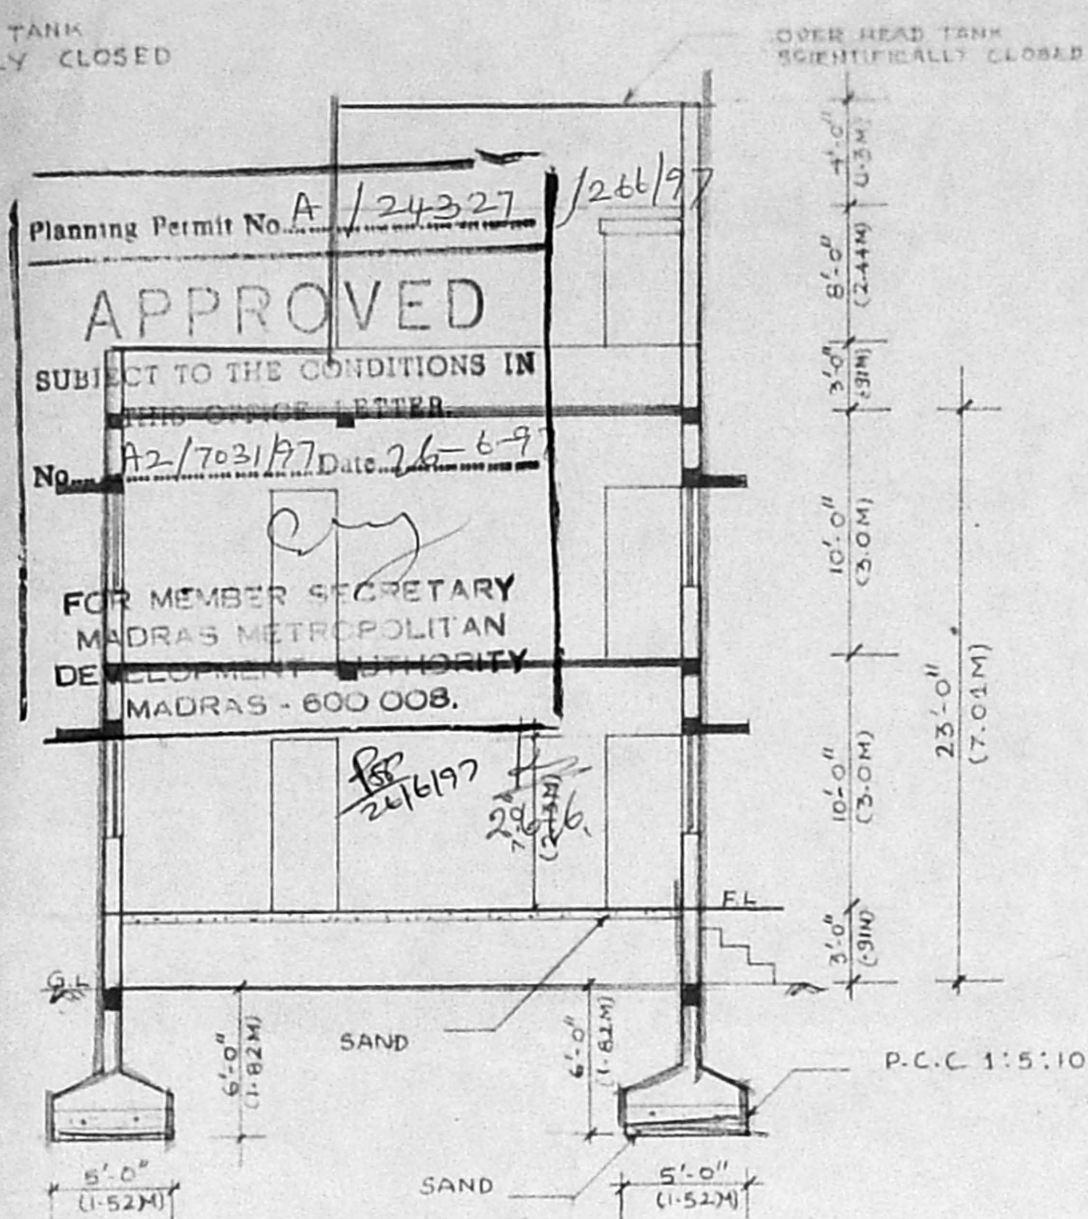 TANK
LY CLOSED
OVER HEAD TANK
SCIENTIFICALLY CLOSED
Planning Permit No. A / 24327 /266/97
APPROVED
SUBJECT TO THE CONDITIONS IN
THIS OFFICE LETTER.
No. A2/7031/97 Date 26-6-97
FOR MEMBER SECRETARY
MADRAS METROPOLITAN
DEVELOPMENT AUTHORITY
MADRAS - 600 008.
26/6/97
4'-0"
(1.3M)
8'-0"
(2.44M)
3'-0"
(.91M)
10'-0"
(3.0M)
10'-0"
(3.0M)
23'-0"
(7.01M)
3'-0"
(.91M)
F.L
G.L
SAND
6'-0"
(1.82M)
6'-0"
(1.82M)
P.C.C 1:5:10
SAND
5'-0"
(1.52M)
5'-0"
(1.52M)